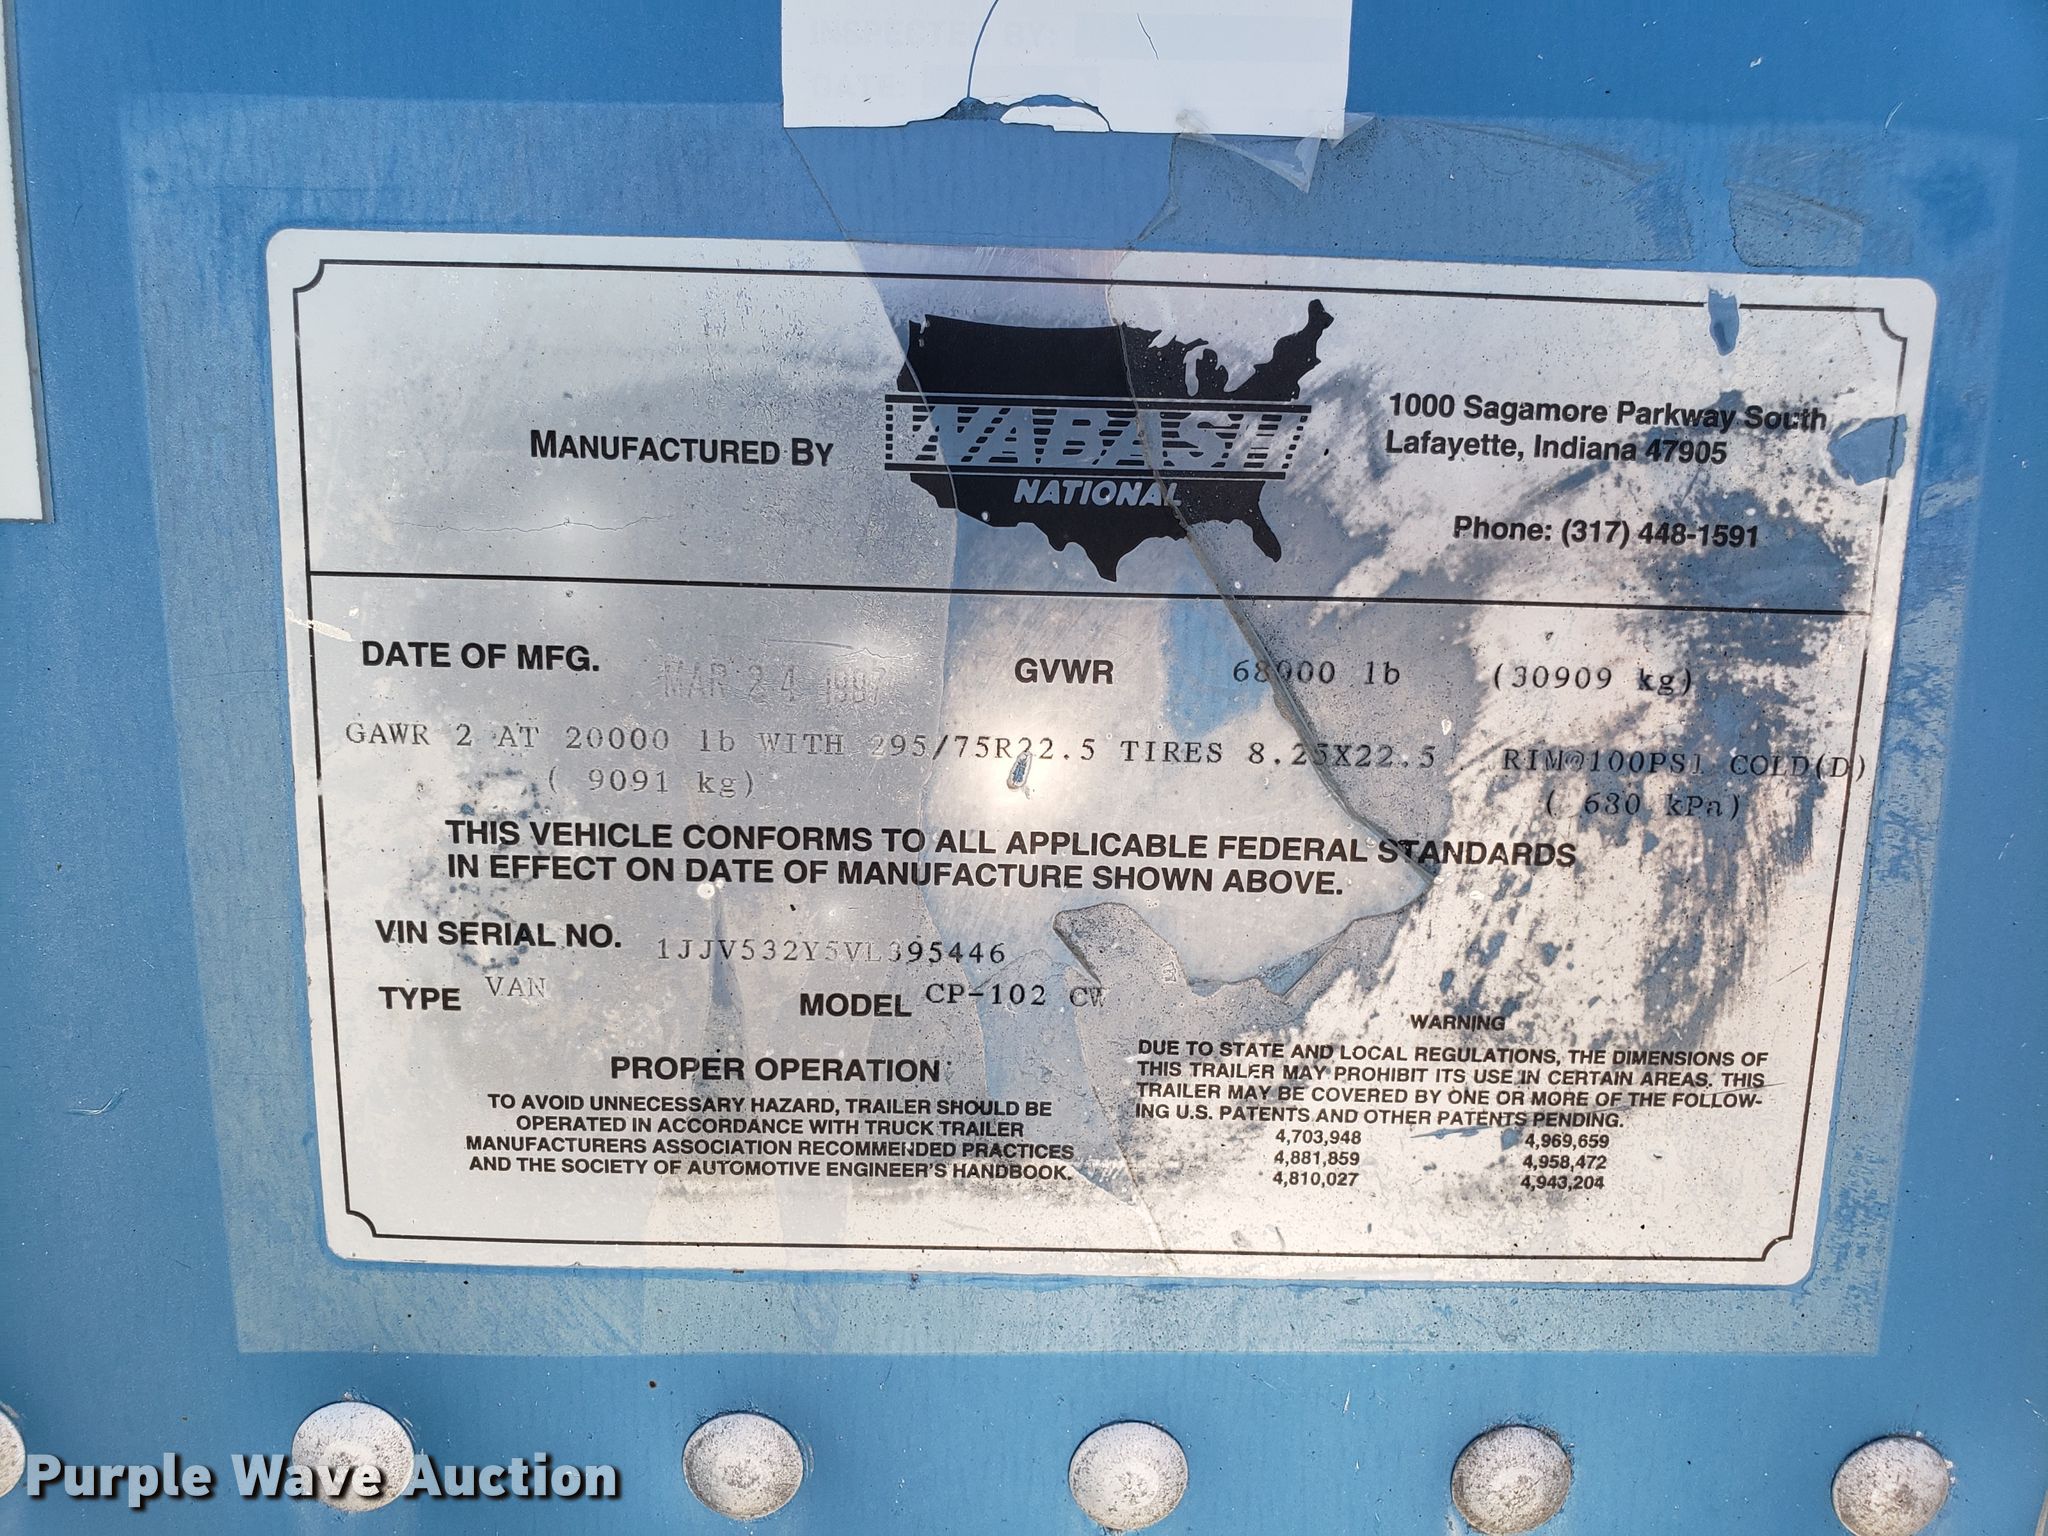 INSPECTED BY:
DATE:
MANUFACTURED BY
WABASH
NATIONAL
1000 Sagamore Parkway South
Lafayette, Indiana 47905
Phone: (317) 448-1591
DATE OF MFG. MAR 24 1997
GVWR 68000 lb (30909 kg)
GAWR 2 AT 20000 lb WITH 295/75R22.5 TIRES 8.25X22.5 RIM@100PSI COLD(D)
( 9091 kg) ( 680 kPa)
THIS VEHICLE CONFORMS TO ALL APPLICABLE FEDERAL STANDARDS
IN EFFECT ON DATE OF MANUFACTURE SHOWN ABOVE.
VIN SERIAL NO. 1JJV532Y5VL395446
TYPE VAN MODEL CP-102 CW
PROPER OPERATION
TO AVOID UNNECESSARY HAZARD, TRAILER SHOULD BE
OPERATED IN ACCORDANCE WITH TRUCK TRAILER
MANUFACTURERS ASSOCIATION RECOMMENDED PRACTICES
AND THE SOCIETY OF AUTOMOTIVE ENGINEER'S HANDBOOK.
WARNING
DUE TO STATE AND LOCAL REGULATIONS, THE DIMENSIONS OF
THIS TRAILER MAY PROHIBIT ITS USE IN CERTAIN AREAS. THIS
TRAILER MAY BE COVERED BY ONE OR MORE OF THE FOLLOW-
ING U.S. PATENTS AND OTHER PATENTS PENDING.
4,703,948 4,969,659
4,881,859 4,958,472
4,810,027 4,943,204
Purple Wave Auction